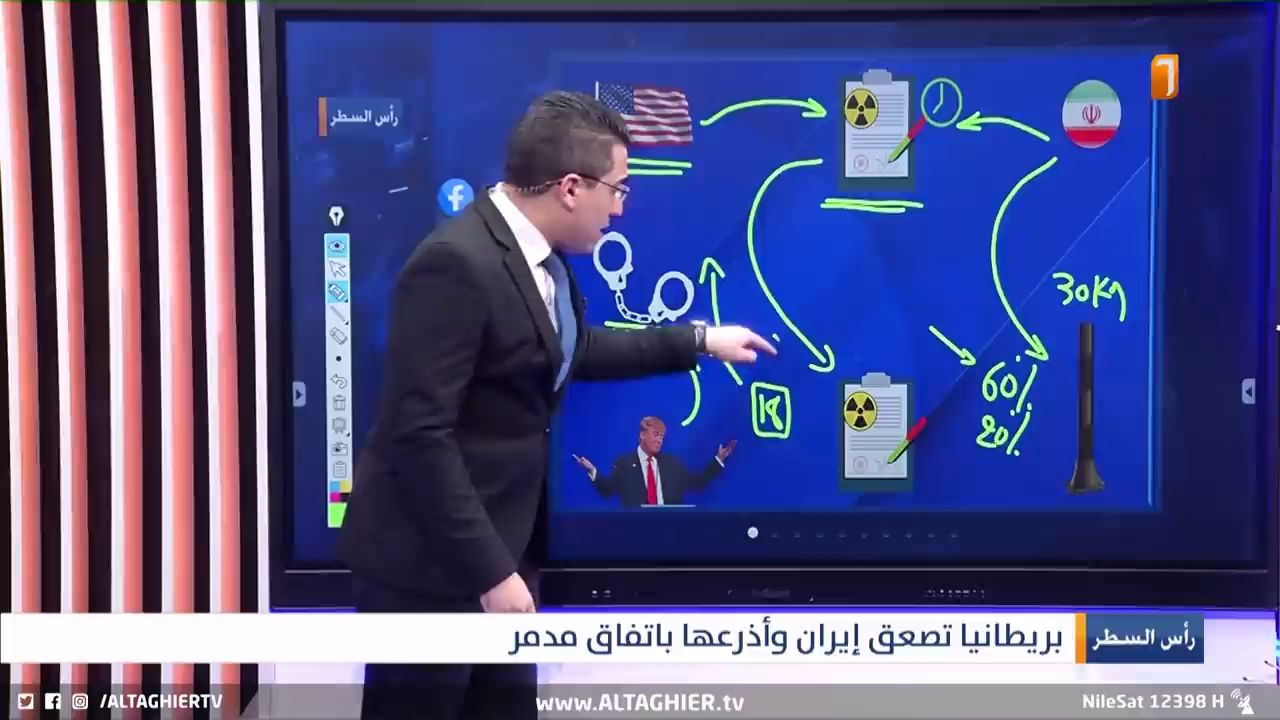 رأس السطر
30Kg
60%
20%
18
بريطانيا تصعق إيران وأذرعها باتفاق مدمر
رأس السطر
/ALTAGHIERTV
www.ALTAGHIER.tv
NileSat 12398 H